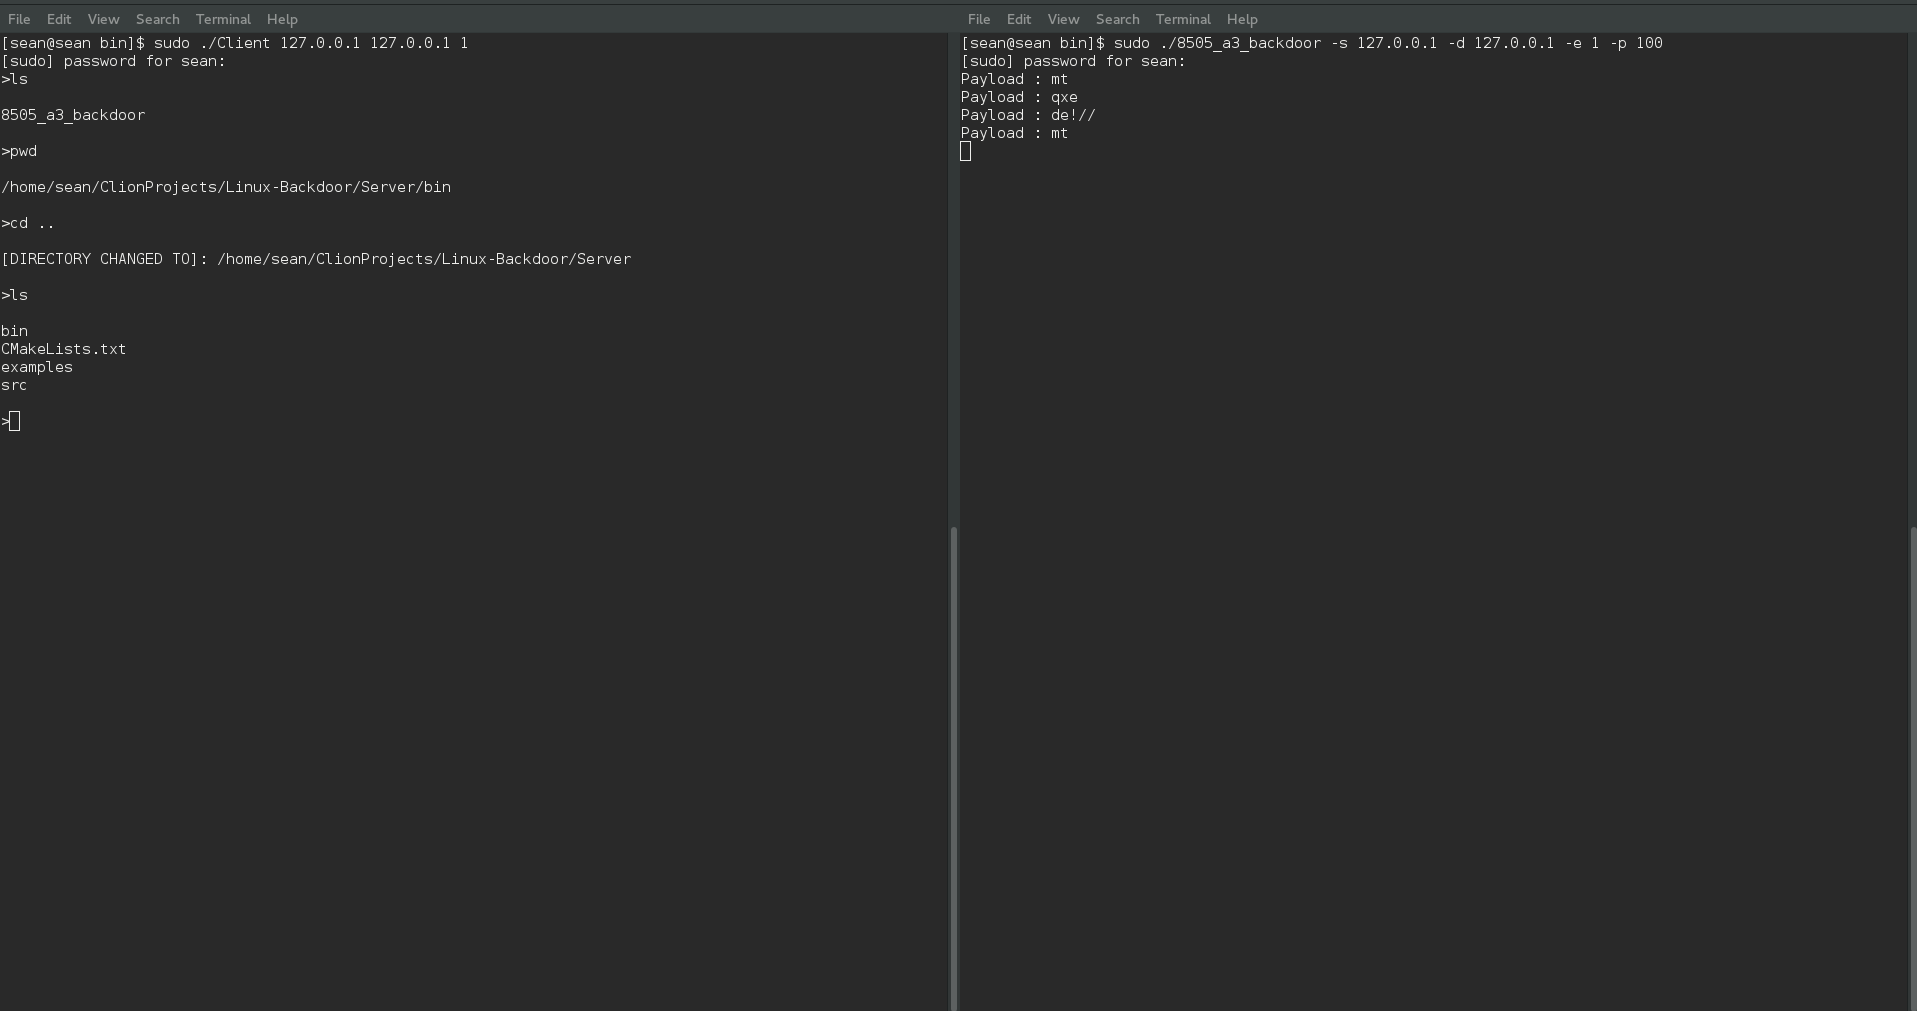 File Edit View Search Terminal Help
[sean@sean bin]$ sudo ./Client 127.0.0.1 127.0.0.1 1
[sudo] password for sean:
>ls
8505_a3_backdoor
>pwd
/home/sean/ClionProjects/Linux-Backdoor/Server/bin
>cd ..
[DIRECTORY CHANGED TO]: /home/sean/ClionProjects/Linux-Backdoor/Server
>ls
bin
CMakeLists.txt
examples
src
>
File Edit View Search Terminal Help
[sean@sean bin]$ sudo ./8505_a3_backdoor -s 127.0.0.1 -d 127.0.0.1 -e 1 -p 100
[sudo] password for sean:
Payload : mt
Payload : qxe
Payload : de!//
Payload : mt